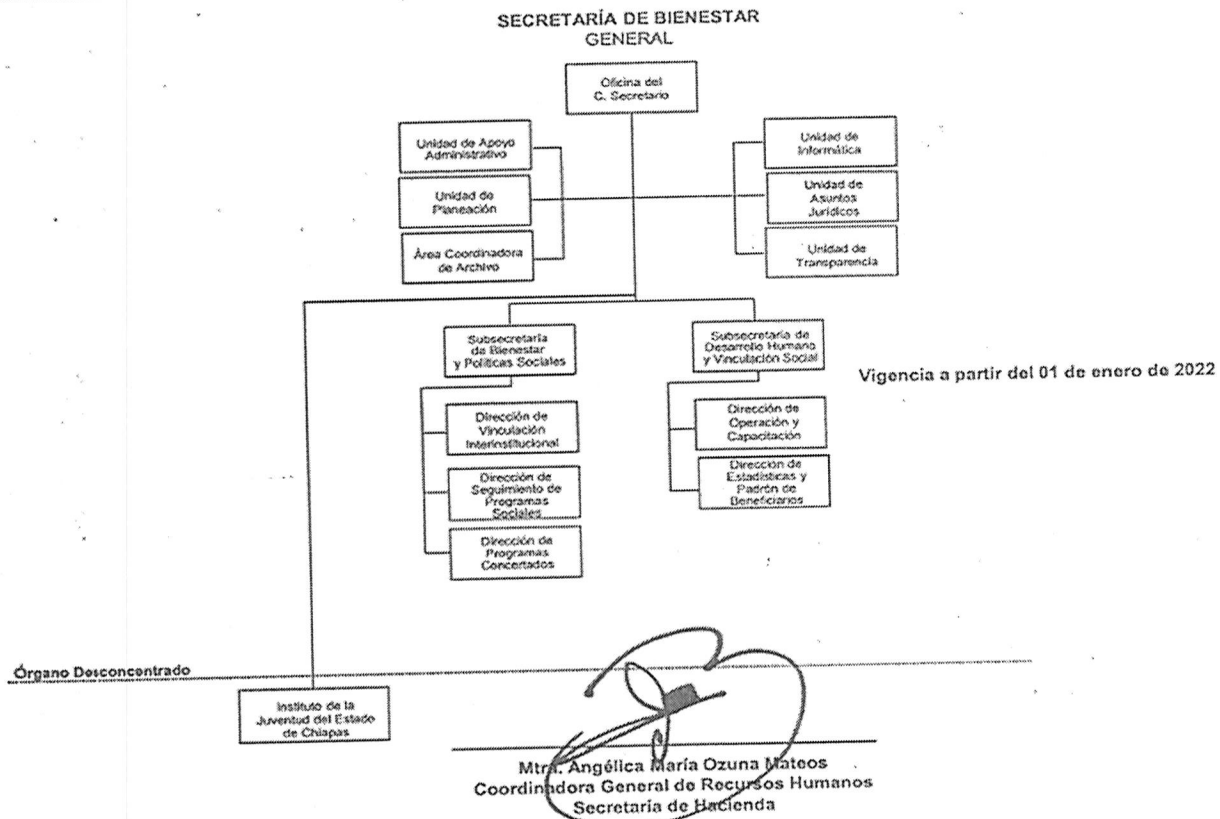 SECRETARÍA DE BIENESTAR
GENERAL
Oficina del
C. Secretario
Unidad de Apoyo
Administrativo
Unidad de
Planeación
Área Coordinadora
de Archivo
Unidad de
Informática
Unidad de
Asuntos
Jurídicos
Unidad de
Transparencia
Subsecretaría
de Bienestar
y Políticas Sociales
Subsecretaría de
Desarrollo Humano
y Vinculación Social
Vigencia a partir del 01 de enero de 2022
Dirección de
Vinculación
Interinstitucional
Dirección de
Seguimiento de
Programas
Sociales
Dirección de
Programas
Concertados
Dirección de
Operación y
Capacitación
Dirección de
Estadísticas y
Padrón de
Beneficiarios
Órgano Desconcentrado
Instituto de la
Juventud del Estado
de Chiapas
Mtra. Angélica María Ozuna Mateos
Coordinadora General de Recursos Humanos
Secretaría de Hacienda